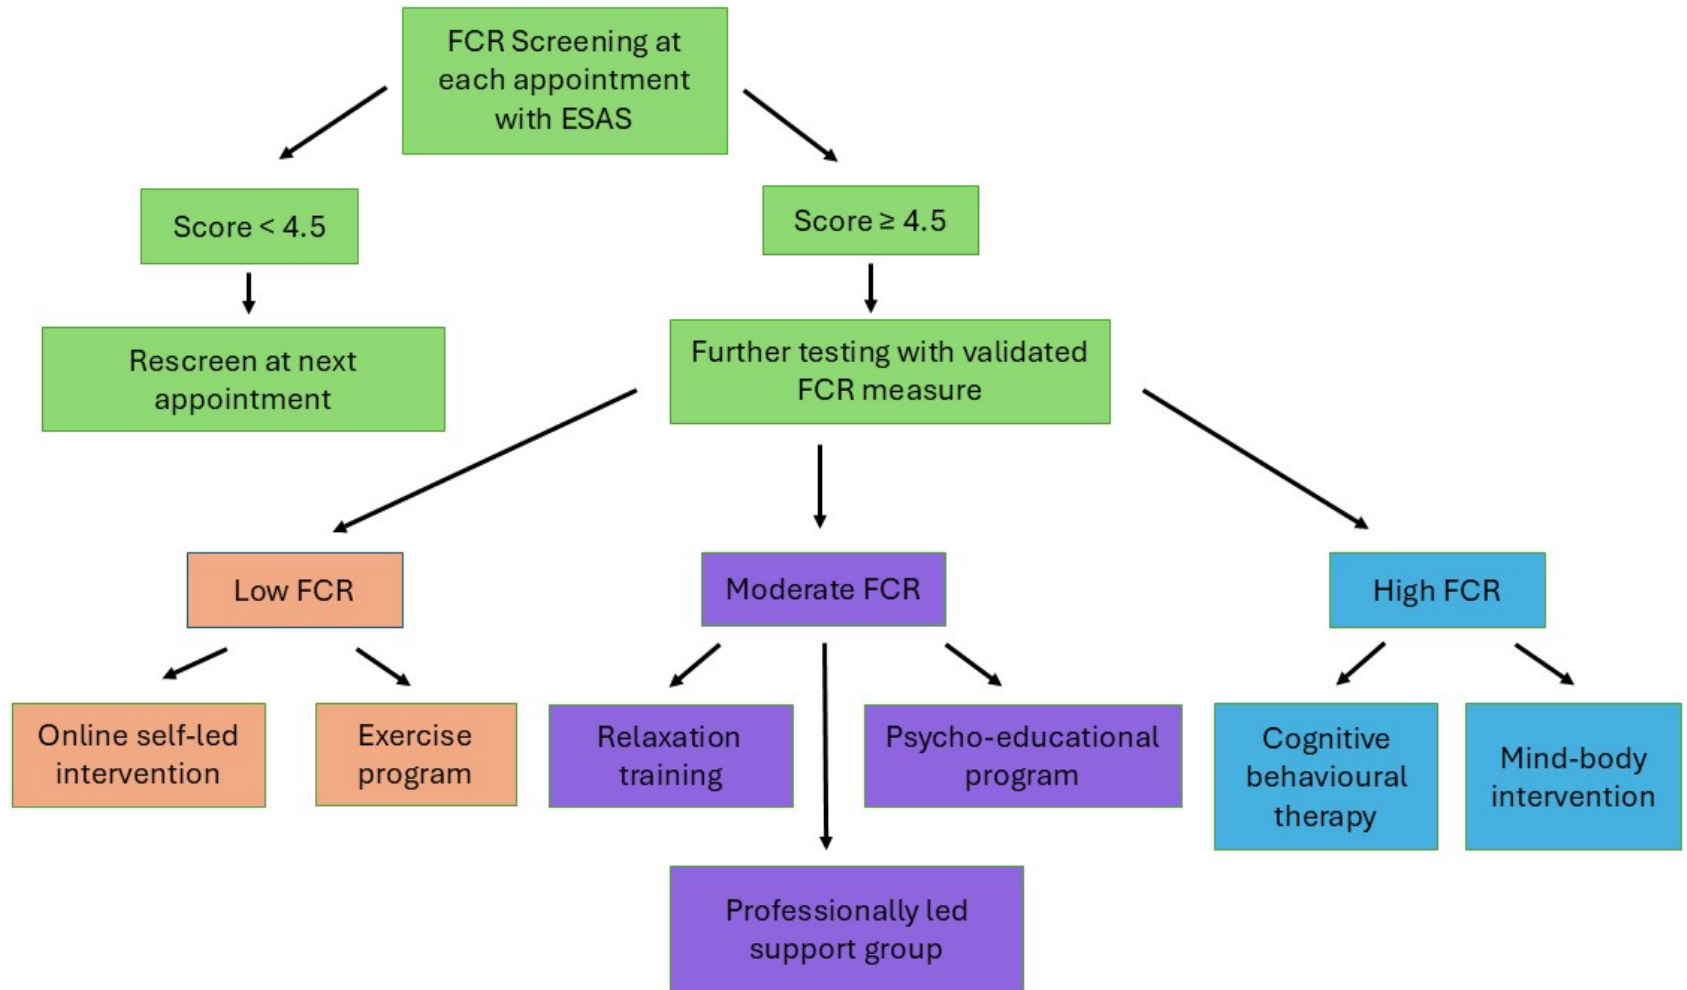 FCR Screening at
each appointment
with ESAS
Score < 4.5
Score ≥ 4.5
Rescreen at next
appointment
Further testing with validated
FCR measure
Low FCR
Moderate FCR
High FCR
Online self-led
intervention
Exercise
program
Relaxation
training
Psycho-educational
program
Cognitive
behavioural
therapy
Mind-body
intervention
Professionally led
support group